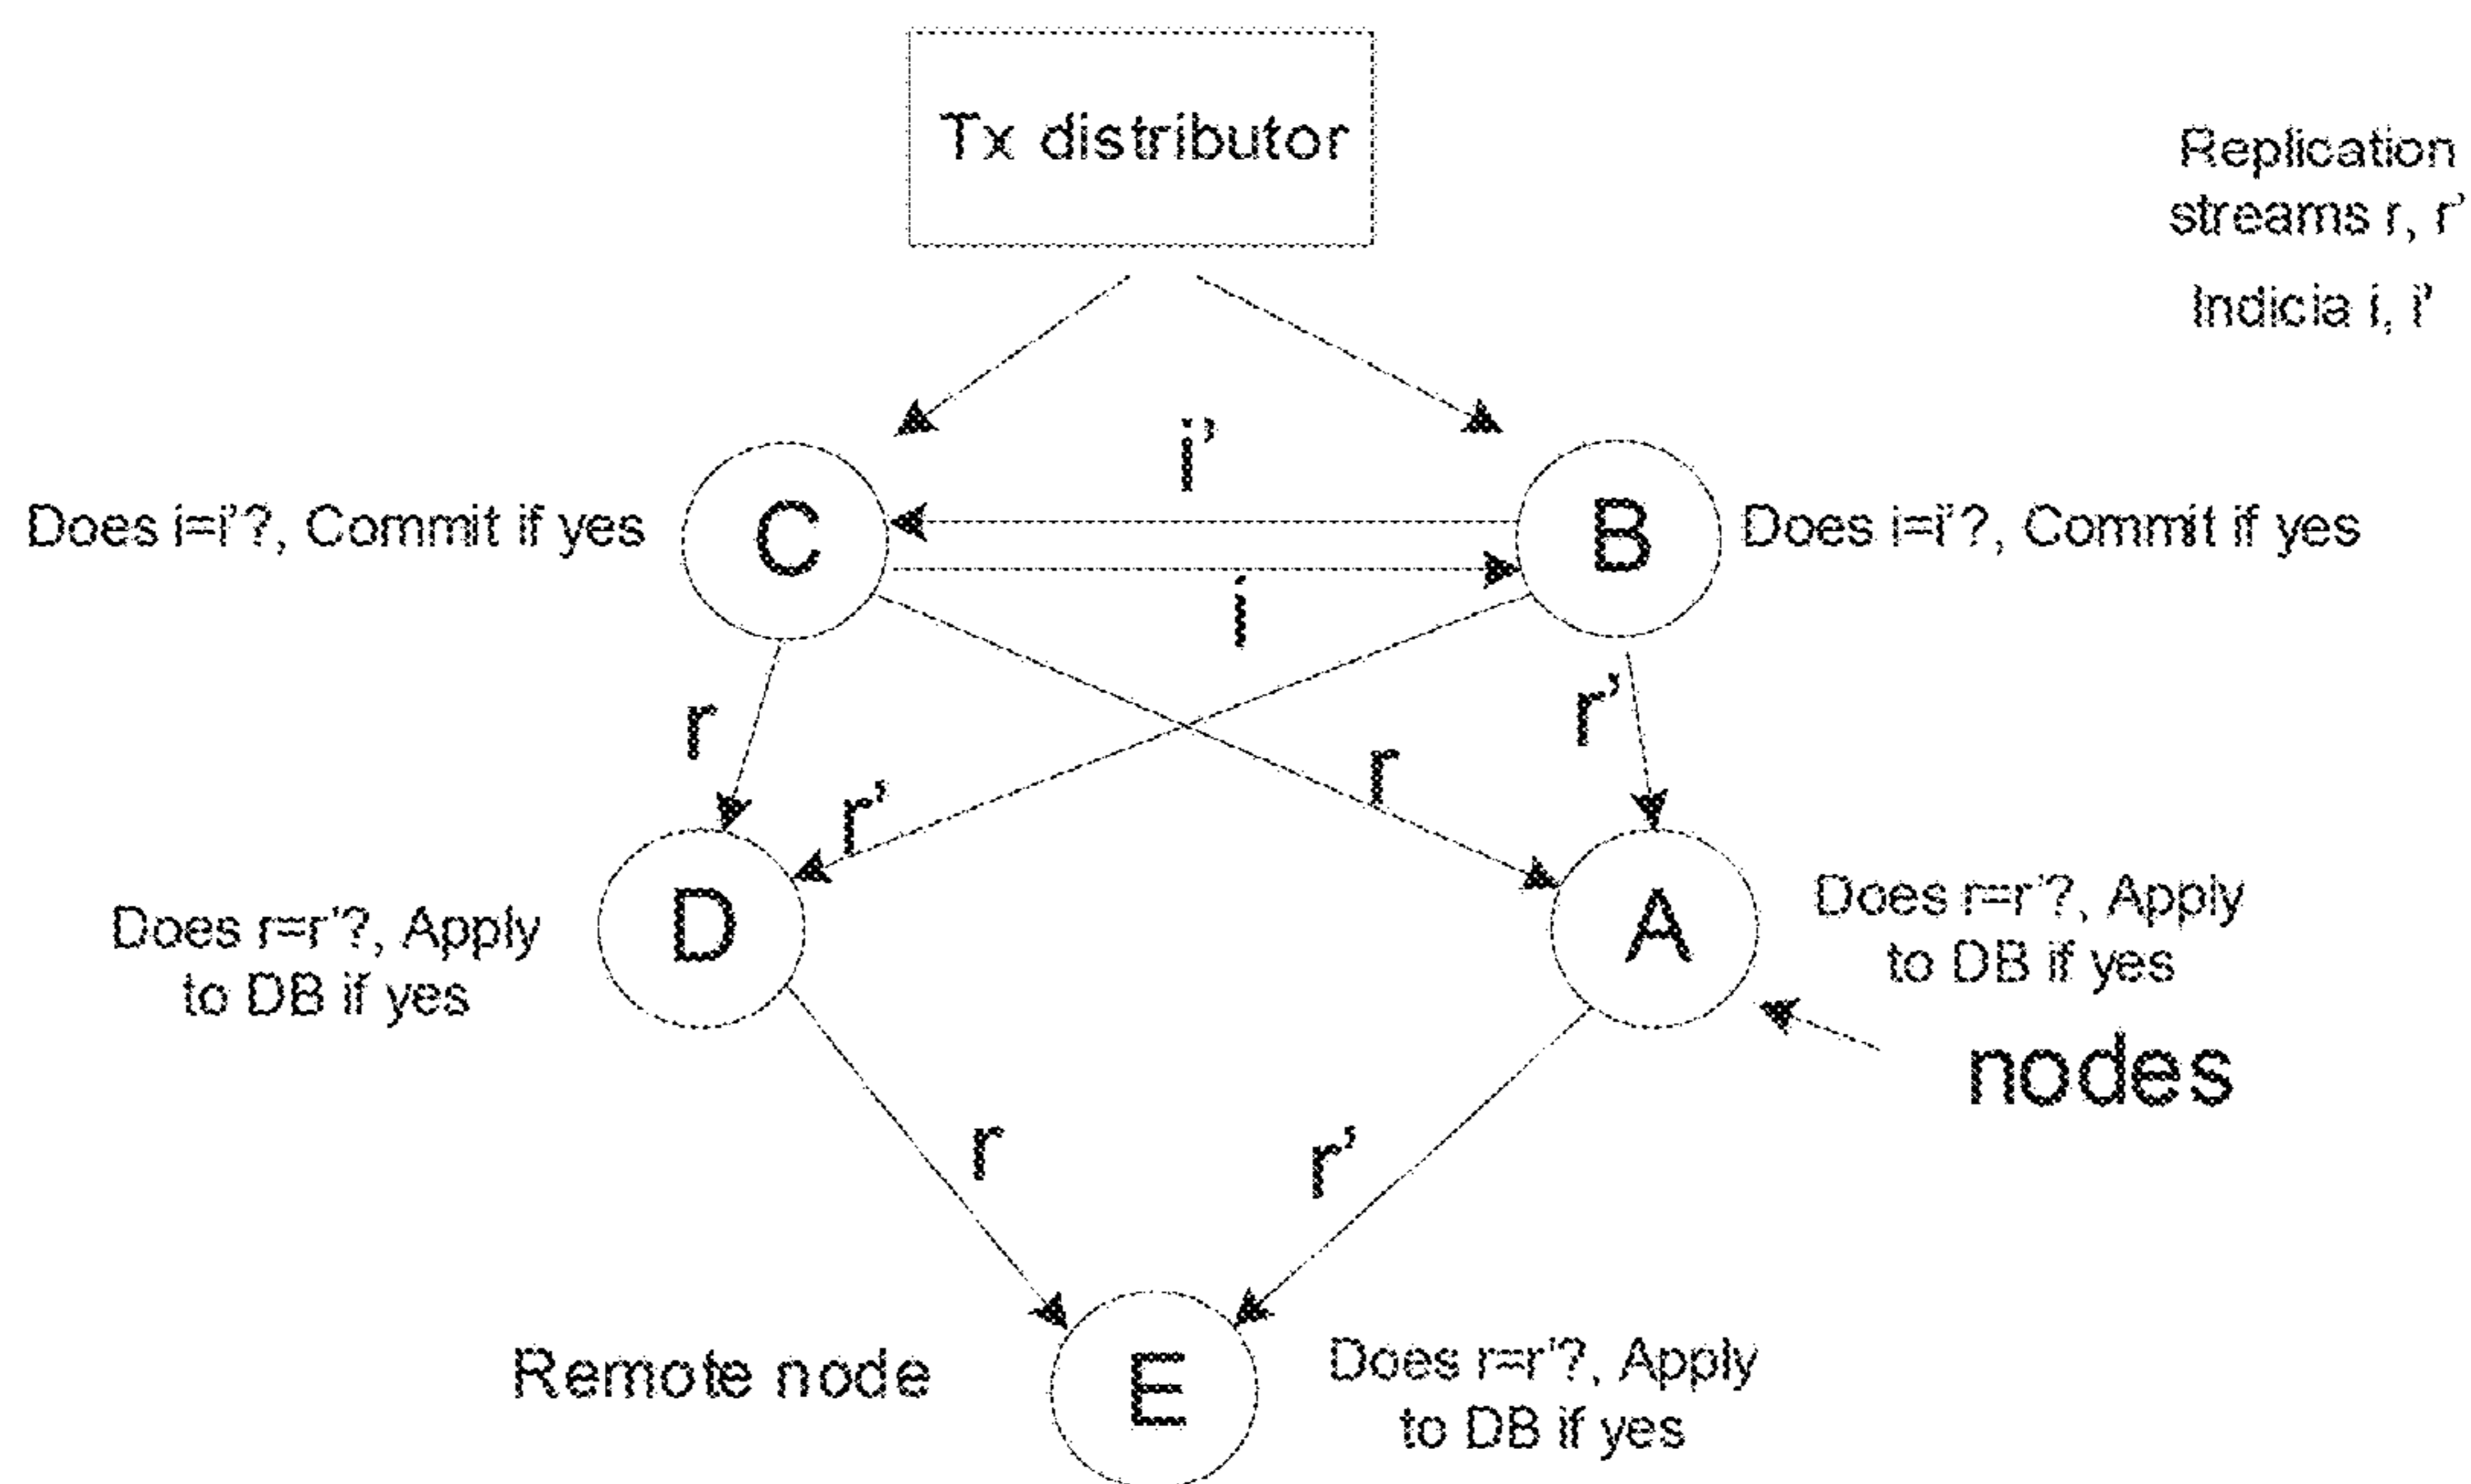 Tx distributor
Replication
streams r, r'
Indicia i, i'
i'
Does i=i'?, Commit if yes
C
B
Does i=i'?, Commit if yes
i
r
r'
r
r'
D
A
Does r=r'?, Apply
to DB if yes
Does r=r'?, Apply
to DB if yes
nodes
r
r'
Remote node
E
Does r=r'?, Apply
to DB if yes